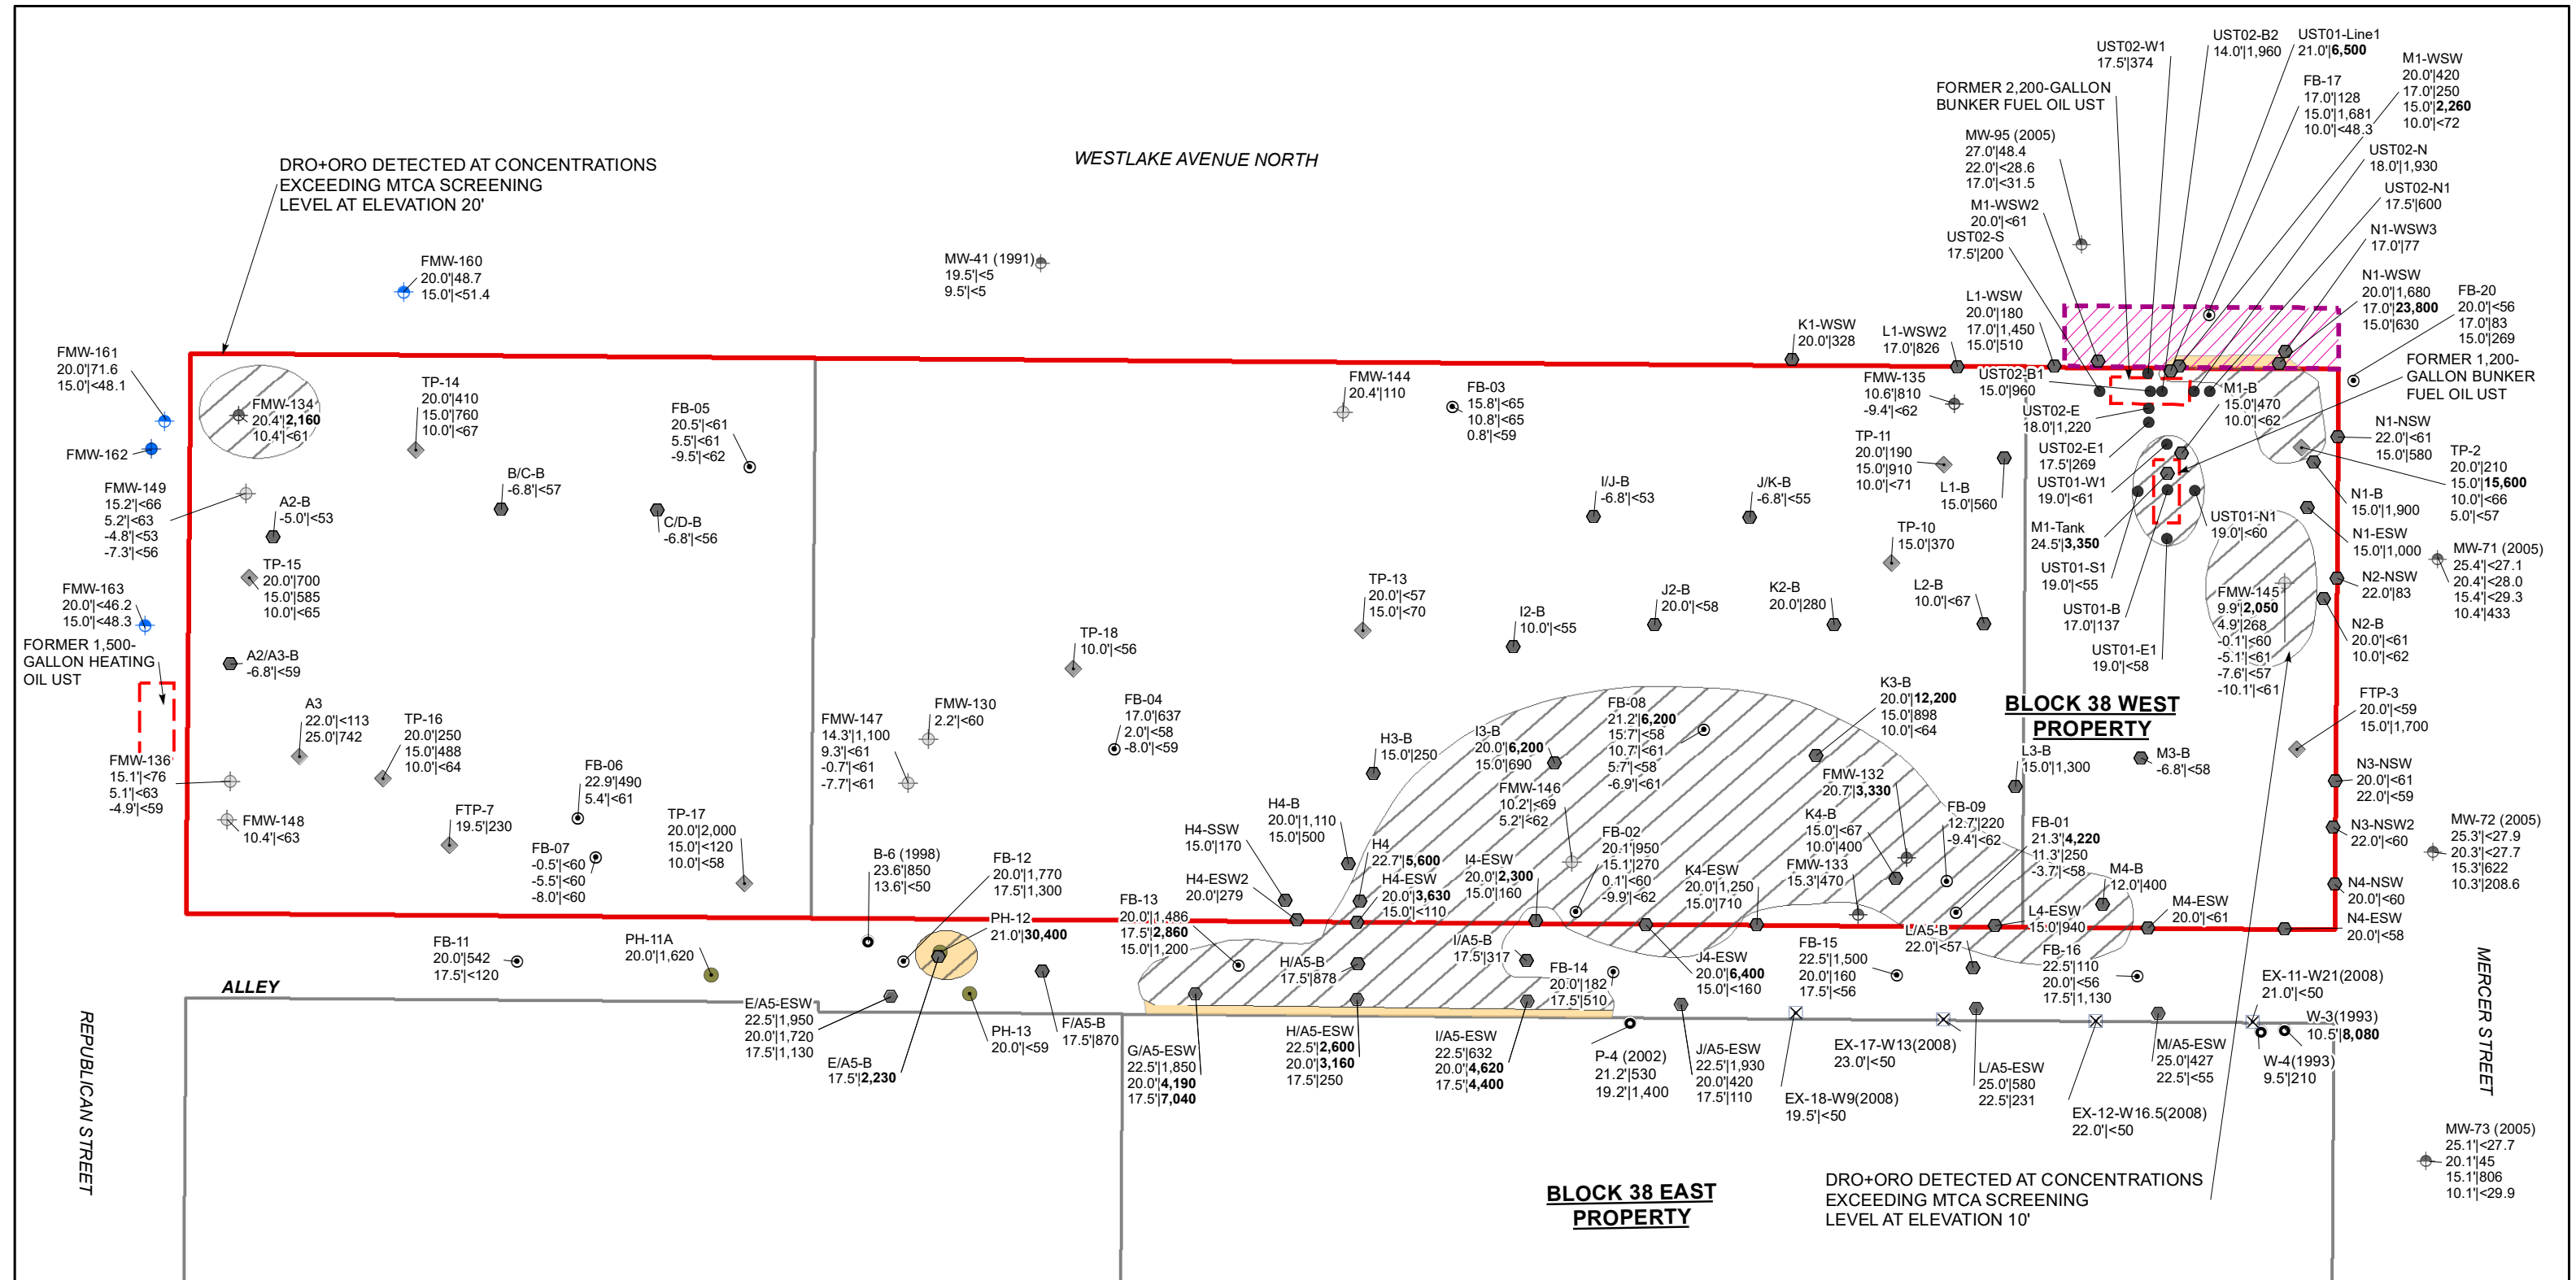 UST02-W1
17.5'|374
UST02-B2
14.0'|1,960
UST01-Line1
21.0'|6,500
FB-17
17.0'|128
15.0'|1,681
10.0'|<48.3
M1-WSW
20.0'|420
17.0'|250
15.0'|2,260
10.0'|<72
FORMER 2,200-GALLON
BUNKER FUEL OIL UST
MW-95 (2005)
27.0'|48.4
22.0'|<28.6
17.0'|<31.5
UST02-N
18.0'|1,930
UST02-N1
17.5'|600
M1-WSW2
20.0'|<61
UST02-S
17.5'|200
N1-WSW3
17.0'|77
N1-WSW
20.0'|1,680
17.0'|23,800
15.0'|630
FB-20
20.0'|<56
17.0'|83
15.0'|269
FORMER 1,200-
GALLON BUNKER
FUEL OIL UST
WESTLAKE AVENUE NORTH
DRO+ORO DETECTED AT CONCENTRATIONS
EXCEEDING MTCA SCREENING
LEVEL AT ELEVATION 20'
FMW-160
20.0'|48.7
15.0'|<51.4
MW-41 (1991)
19.5'|<5
9.5'|<5
L1-WSW
20.0'|180
17.0'|1,450
15.0'|510
K1-WSW
20.0'|328
L1-WSW2
17.0'|826
FMW-161
20.0'|71.6
15.0'|<48.1
FMW-162
FMW-134
20.4'|2,160
10.4'|<61
TP-14
20.0'|410
15.0'|760
10.0'|<67
FB-05
20.5'|<61
5.5'|<61
-9.5'|<62
FMW-144
20.4'|110
FB-03
15.8'|<65
10.8'|<65
0.8'|<59
FMW-135
10.6'|810
-9.4'|<62
UST02-B1
15.0'|960
UST02-E
18.0'|1,220
M1-B
15.0'|470
10.0'|<62
N1-NSW
22.0'|<61
15.0'|580
TP-2
20.0'|210
15.0'|15,600
10.0'|<66
5.0'|<57
TP-11
20.0'|190
15.0'|910
10.0'|<71
UST02-E1
17.5'|269
UST01-W1
19.0'|<61
FMW-149
15.2'|<66
5.2'|<63
-4.8'|<53
-7.3'|<56
A2-B
-5.0'|<53
B/C-B
-6.8'|<57
C/D-B
-6.8'|<56
I/J-B
-6.8'|<53
J/K-B
-6.8'|<55
L1-B
15.0'|560
N1-B
15.0'|1,900
M1-Tank
24.5'|3,350
UST01-N1
19.0'|<60
N1-ESW
15.0'|1,000
MW-71 (2005)
25.4'|<27.1
20.4'|<28.0
15.4'|<29.3
10.4'|433
TP-10
15.0'|370
TP-15
20.0'|700
15.0'|585
10.0'|<65
UST01-S1
19.0'|<55
N2-NSW
22.0'|83
FMW-163
20.0'|<46.2
15.0'|<48.3
TP-13
20.0'|<57
15.0'|<70
I2-B
10.0'|<55
J2-B
20.0'|<58
K2-B
20.0'|280
L2-B
10.0'|<67
UST01-B
17.0'|137
UST01-E1
19.0'|<58
FMW-145
9.9'|2,050
4.9'|268
-0.1'|<60
-5.1'|<61
-7.6'|<57
-10.1'|<61
N2-B
20.0'|<61
10.0'|<62
FORMER 1,500-
GALLON HEATING
OIL UST
A2/A3-B
-6.8'|<59
TP-18
10.0'|<56
A3
22.0'|<113
25.0'|742
TP-16
20.0'|250
15.0'|488
10.0'|<64
FMW-147
14.3'|1,100
9.3'|<61
-0.7'|<61
-7.7'|<61
FMW-130
2.2'|<60
FB-04
17.0'|637
2.0'|<58
-8.0'|<59
H3-B
15.0'|250
I3-B
20.0'|6,200
15.0'|690
FB-08
21.2'|6,200
15.7'|<58
10.7'|<61
5.7'|<58
-6.9'|<61
K3-B
20.0'|12,200
15.0'|898
10.0'|<64
BLOCK 38 WEST
PROPERTY
FTP-3
20.0'|<59
15.0'|1,700
L3-B
15.0'|1,300
M3-B
-6.8'|<58
N3-NSW
20.0'|<61
22.0'|<59
FMW-136
15.1'|<76
5.1'|<63
-4.9'|<59
FMW-148
10.4'|<63
FTP-7
19.5'|230
FB-06
22.9'|490
5.4'|<61
FB-07
-0.5'|<60
-5.5'|<60
-8.0'|<60
TP-17
20.0'|2,000
15.0'|<120
10.0'|<58
FMW-146
10.2'|<69
5.2'|<62
FMW-132
20.7'|3,330
H4-B
20.0'|1,110
15.0'|500
H4-SSW
15.0'|170
H4
22.7'|5,600
H4-ESW2
20.0'|279
H4-ESW
20.0'|3,630
15.0'|<110
I4-ESW
20.0'|2,300
15.0'|160
FB-02
20.1'|950
15.1'|270
0.1'|<60
-9.9'|<62
K4-ESW
20.0'|1,250
15.0'|710
K4-B
15.0'|<67
10.0'|400
FMW-133
15.3'|470
FB-09
12.7'|220
-9.4'|<62
FB-01
21.3'|4,220
11.3'|250
-3.7'|<58
M4-B
12.0'|400
N3-NSW2
22.0'|<60
MW-72 (2005)
25.3'|<27.9
20.3'|<27.7
15.3'|622
10.3'|208.6
N4-NSW
20.0'|<60
N4-ESW
20.0'|<58
M4-ESW
20.0'|<61
L4-ESW
15.0'|940
L/A5-B
22.0'|<57
B-6 (1998)
23.6'|850
13.6'|<50
FB-12
20.0'|1,770
17.5'|1,300
PH-12
21.0'|30,400
FB-13
20.0'|1,486
17.5'|2,860
15.0'|1,200
FB-11
20.0'|542
17.5'|<120
PH-11A
20.0'|1,620
H/A5-B
17.5'|878
I/A5-B
17.5'|317
FB-14
20.0'|182
17.5'|510
J4-ESW
20.0'|6,400
15.0'|<160
FB-15
22.5'|1,500
20.0'|160
17.5'|<56
FB-16
22.5'|110
20.0'|<56
17.5'|1,130
EX-11-W21(2008)
21.0'|<50
ALLEY
REPUBLICAN STREET
MERCER STREET
E/A5-ESW
22.5'|1,950
20.0'|1,720
17.5'|1,130
E/A5-B
17.5'|2,230
PH-13
20.0'|<59
F/A5-B
17.5'|870
G/A5-ESW
22.5'|1,850
20.0'|4,190
17.5'|7,040
H/A5-ESW
22.5'|2,600
20.0'|3,160
17.5'|250
I/A5-ESW
22.5'|632
20.0'|4,620
17.5'|4,400
P-4 (2002)
21.2'|530
19.2'|1,400
J/A5-ESW
22.5'|1,930
20.0'|420
17.5'|110
EX-17-W13(2008)
23.0'|<50
EX-18-W9(2008)
19.5'|<50
L/A5-ESW
25.0'|580
22.5'|231
EX-12-W16.5(2008)
22.0'|<50
M/A5-ESW
25.0'|427
22.5'|<55
W-3(1993)
10.5'|8,080
W-4(1993)
9.5'|210
MW-73 (2005)
25.1'|<27.7
20.1'|45
15.1'|806
10.1'|<29.9
BLOCK 38 EAST
PROPERTY
DRO+ORO DETECTED AT CONCENTRATIONS
EXCEEDING MTCA SCREENING
LEVEL AT ELEVATION 10'